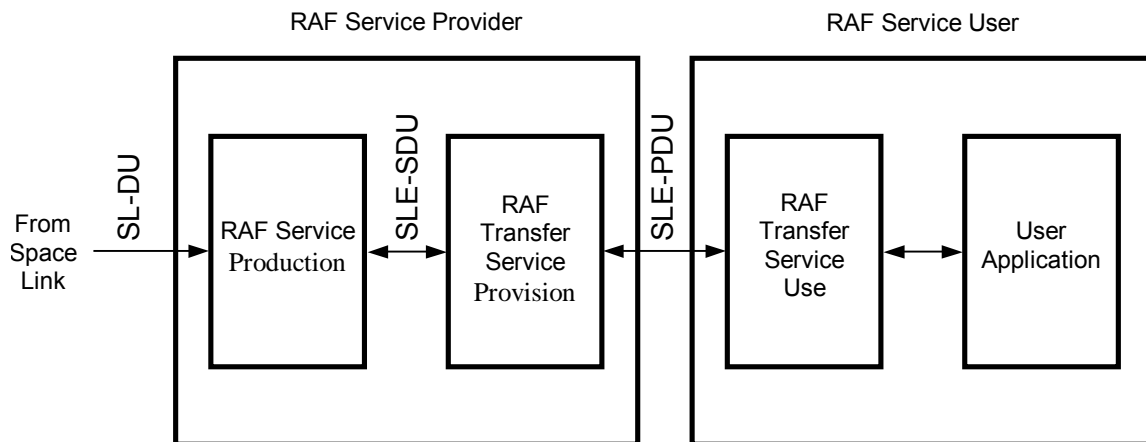 RAF Service Provider
RAF Service User
From
Space
Link
SL-DU
RAF Service
Production
SLE-SDU
RAF
Transfer
Service
Provision
SLE-PDU
RAF
Transfer
Service
Use
User
Application